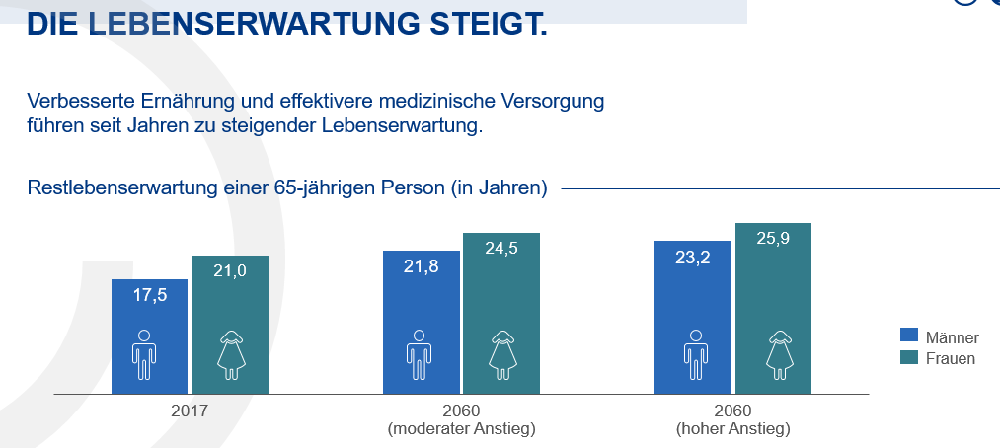 DIE LEBENSERWARTUNG STEIGT.
Verbesserte Ernährung und effektivere medizinische Versorgung
führen seit Jahren zu steigender Lebenserwartung.
Restlebenserwartung einer 65-jährigen Person (in Jahren)
17,5
21,0
21,8
24,5
23,2
25,9
Männer
Frauen
2017
2060
(moderater Anstieg)
2060
(hoher Anstieg)